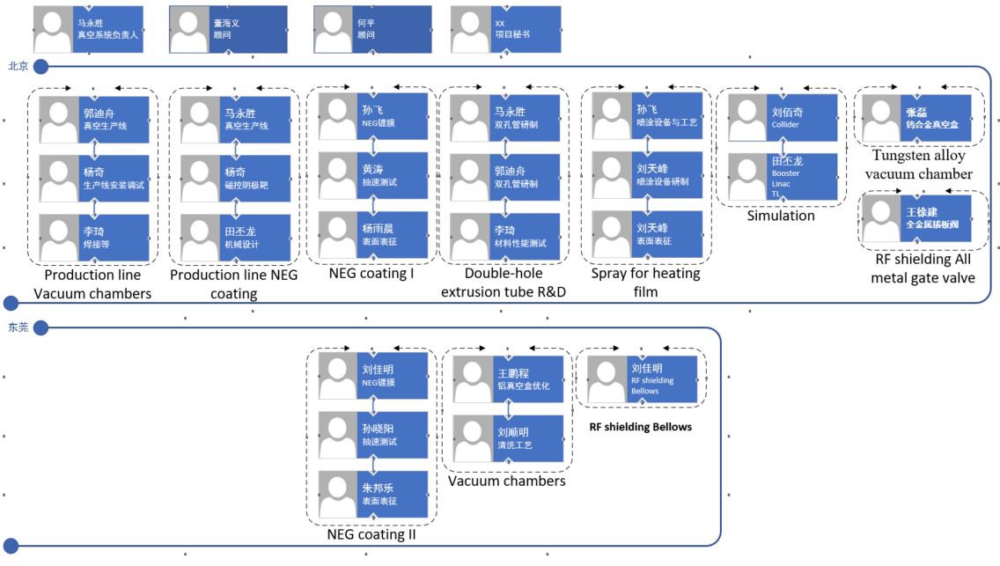 马永胜
真空系统负责人
董海义
顾问
何平
顾问
xx
项目秘书
北京
郭迪舟
真空生产线
杨奇
生产线安装调试
李琦
焊接等
Production line
Vacuum chambers
马永胜
真空生产线
杨奇
磁控阴极靶
田丕龙
机械设计
Production line NEG
coating
孙飞
NEG镀膜
黄涛
抽速测试
杨雨晨
表面表征
NEG coating I
马永胜
双孔管研制
郭迪舟
双孔管研制
李琦
材料性能测试
Double-hole
extrusion tube R&D
孙飞
喷涂设备与工艺
刘天峰
喷涂设备研制
刘天峰
表面表征
Spray for heating
film
刘佰奇
Collider
田丕龙
Booster
Linac
TL
Simulation
张磊
钨合金真空盒
Tungsten alloy
vacuum chamber
王徐建
全金属插板阀
RF shielding All
metal gate valve
东莞
刘佳明
NEG镀膜
孙晓阳
抽速测试
朱邦乐
表面表征
NEG coating II
王鹏程
铝真空盒优化
刘顺明
清洗工艺
Vacuum chambers
刘佳明
RF shielding
Bellows
RF shielding Bellows